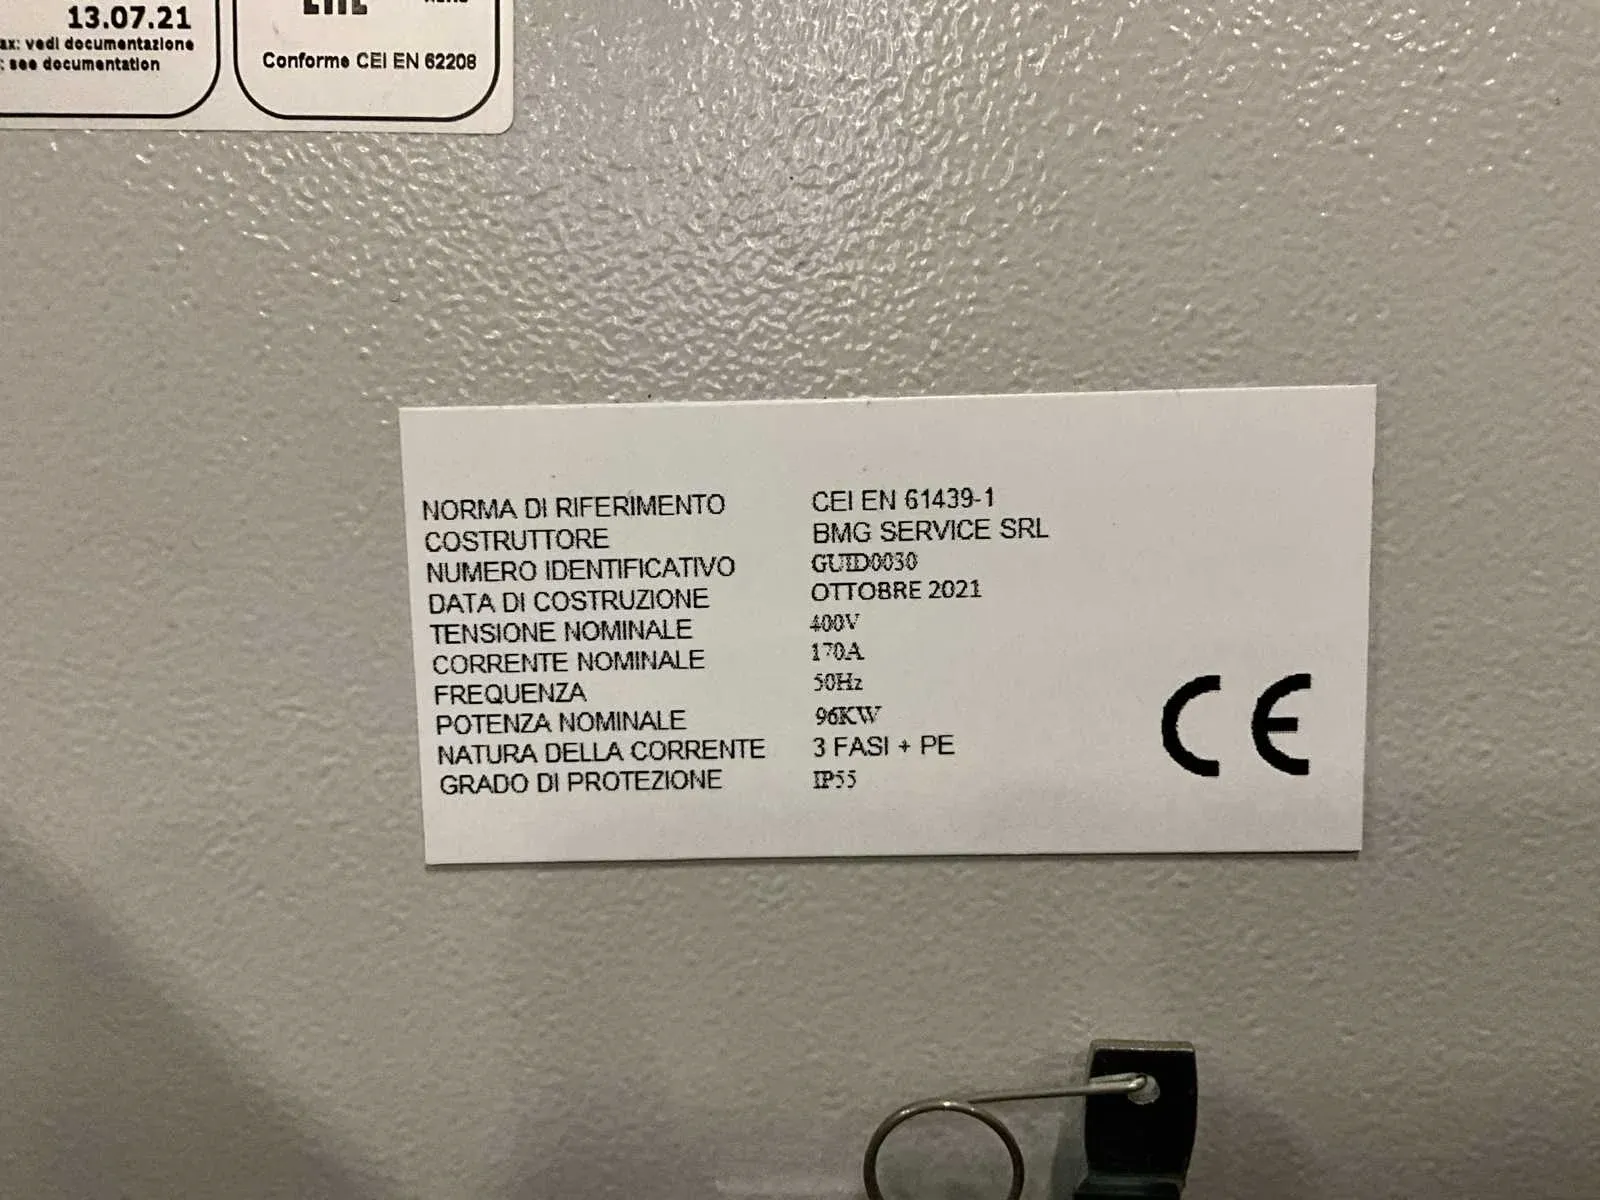 13.07.21
ax: vedi documentazione
: see documentation
Conforme CEI EN 62208
NORMA DI RIFERIMENTO CEI EN 61439-1
COSTRUTTORE BMG SERVICE SRL
NUMERO IDENTIFICATIVO GUID0030
DATA DI COSTRUZIONE OTTOBRE 2021
TENSIONE NOMINALE 400V
CORRENTE NOMINALE 170A
FREQUENZA 50Hz
POTENZA NOMINALE 96KW
NATURA DELLA CORRENTE 3 FASI + PE
GRADO DI PROTEZIONE IP55
CE